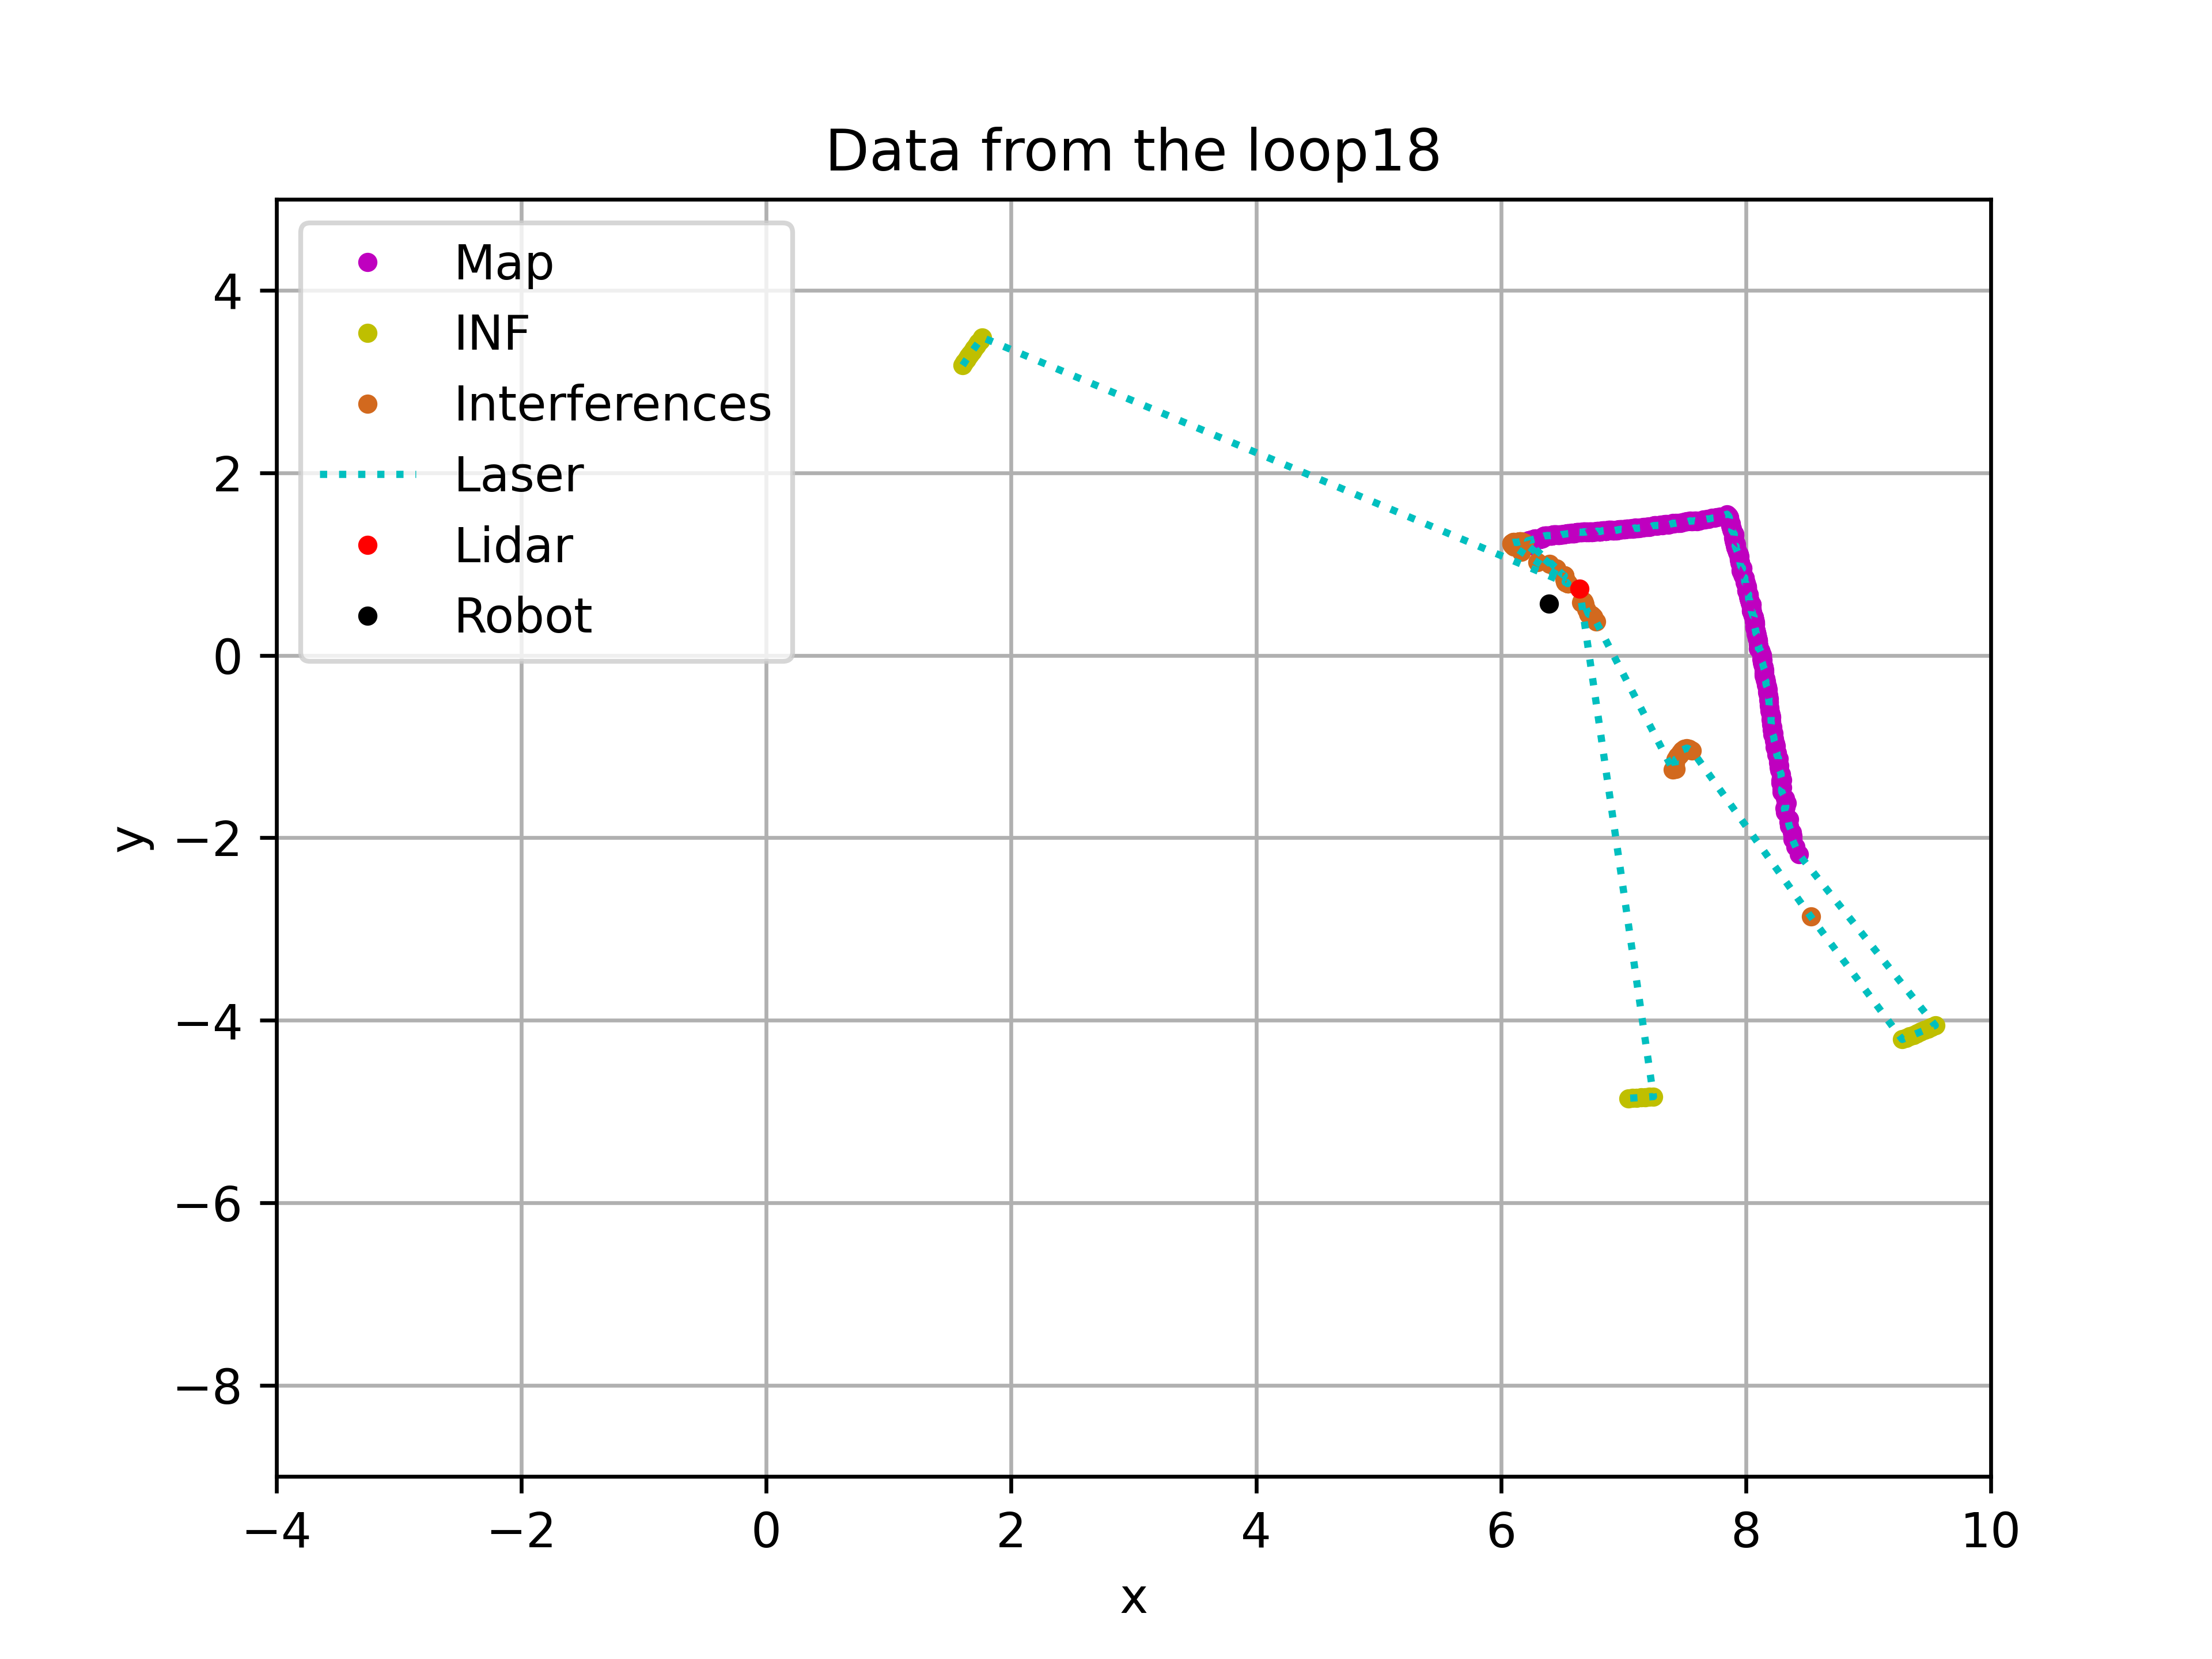 Data from the loop18
Map
INF
Interferences
Laser
Lidar
Robot
4
2
0
−2
−4
−6
−8
y
−4 −2 0 2 4 6 8 10
x